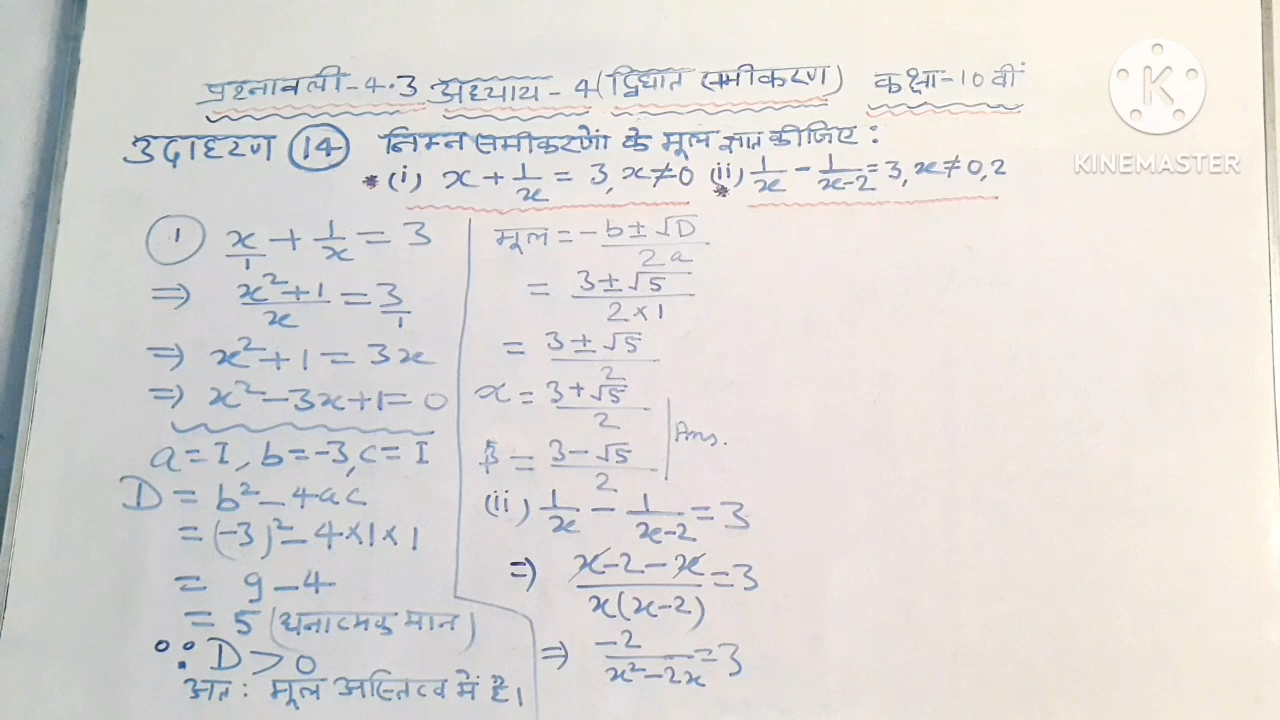 प्रश्नावली-4.3 अध्याय-4(द्विघात समीकरण) कक्षा-10वीं
K
KINEMASTER
उदाहरण (14) निम्न समीकरणों के मूल ज्ञात कीजिए :
*(i) x + 1/x = 3, x≠0 (ii) 1/x - 1/(x-2) = 3, x≠0,2
(1) x/1 + 1/x = 3
⇒ (x²+1)/x = 3/1
⇒ x²+1 = 3x
⇒ x²-3x+1=0
a=1, b=-3, c=1
D = b²-4ac
= (-3)²-4×1×1
= 9-4
= 5 (धनात्मक मान)
∵ D>0
अत: मूल अस्तित्व में है।
मूल = (-b±√D)/2a
= (3±√5)/(2×1)
= (3±√5)/2
x = (3+√5)/2
β = (3-√5)/2
Ans.
(ii) 1/x - 1/(x-2) = 3
⇒ (x-2-x)/(x(x-2)) = 3
⇒ -2/(x²-2x) = 3